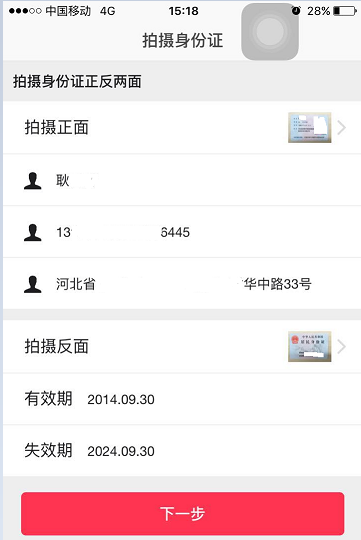 中国移动 4G 15:18 28%
拍摄身份证
拍摄身份证正反两面
拍摄正面
耿
13 6445
河北省 华中路33号
拍摄反面
有效期 2014.09.30
失效期 2024.09.30
下一步